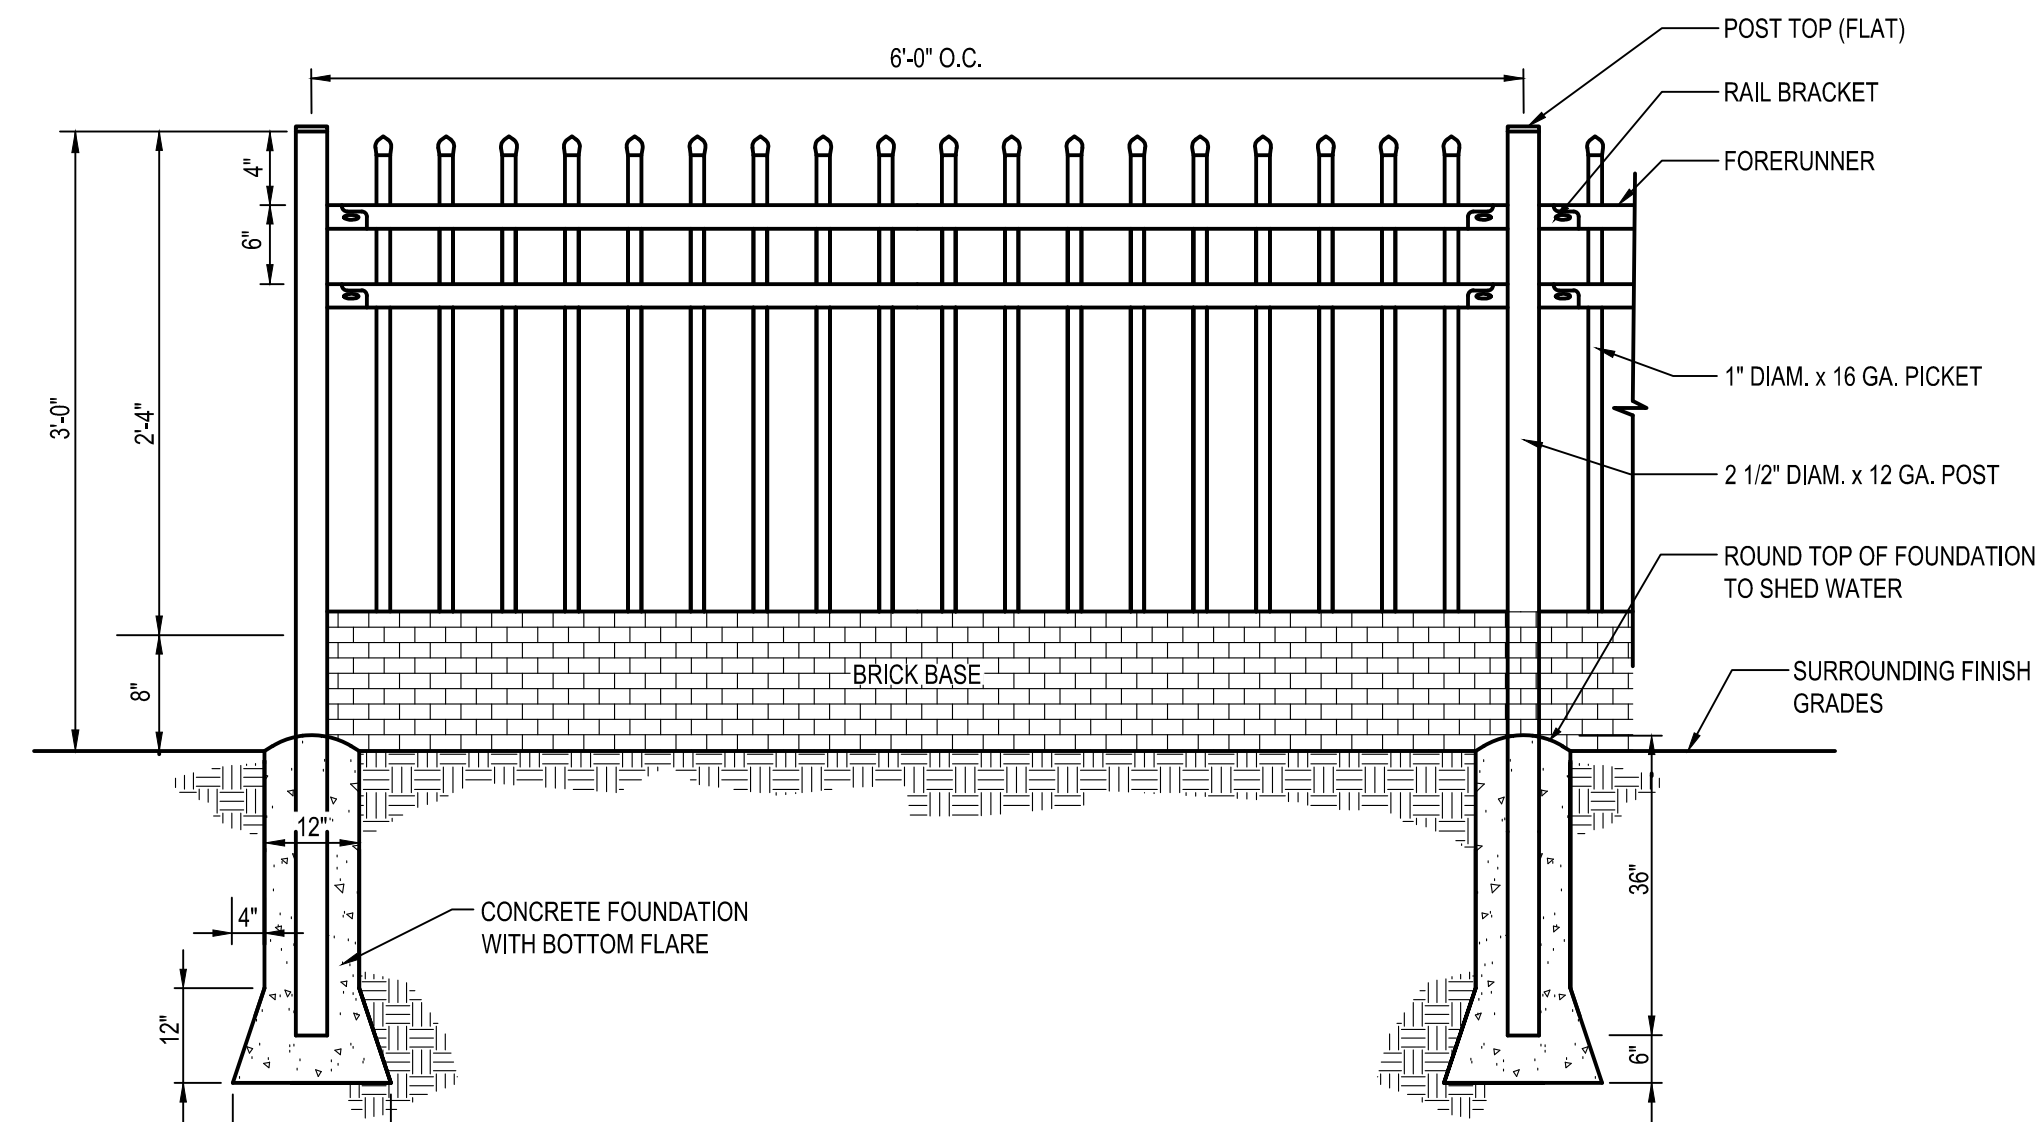 POST TOP (FLAT)
6'-0" O.C.
RAIL BRACKET
FORERUNNER
4"
6"
1" DIAM. x 16 GA. PICKET
3'-0"
2'-4"
2 1/2" DIAM. x 12 GA. POST
ROUND TOP OF FOUNDATION
TO SHED WATER
BRICK BASE
SURROUNDING FINISH
GRADES
8"
12"
36"
4"
CONCRETE FOUNDATION
WITH BOTTOM FLARE
12"
6"